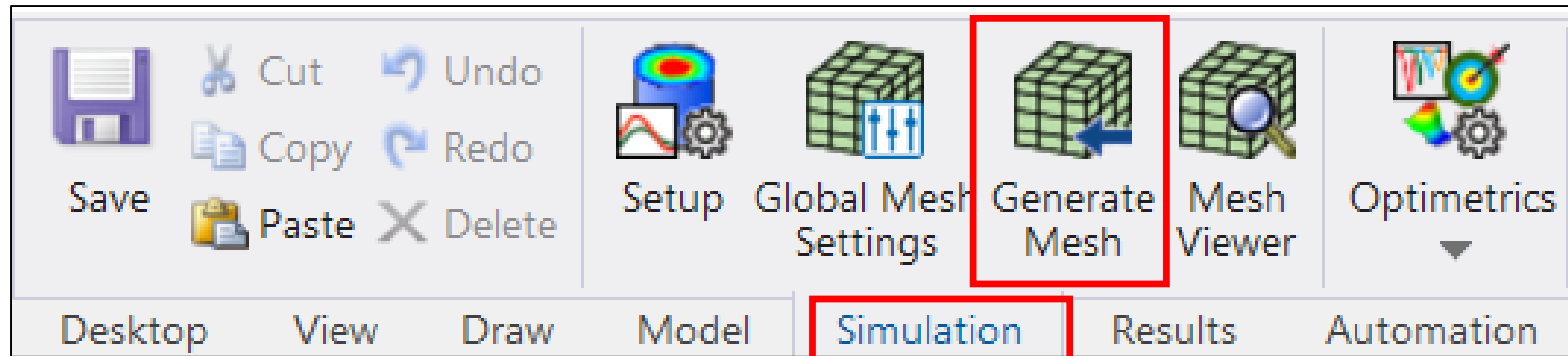 Save
Cut
Copy
Paste
Undo
Redo
Delete
Setup
Global Mesh
Settings
Generate
Mesh
Mesh
Viewer
Optimetrics
Desktop
View
Draw
Model
Simulation
Results
Automation